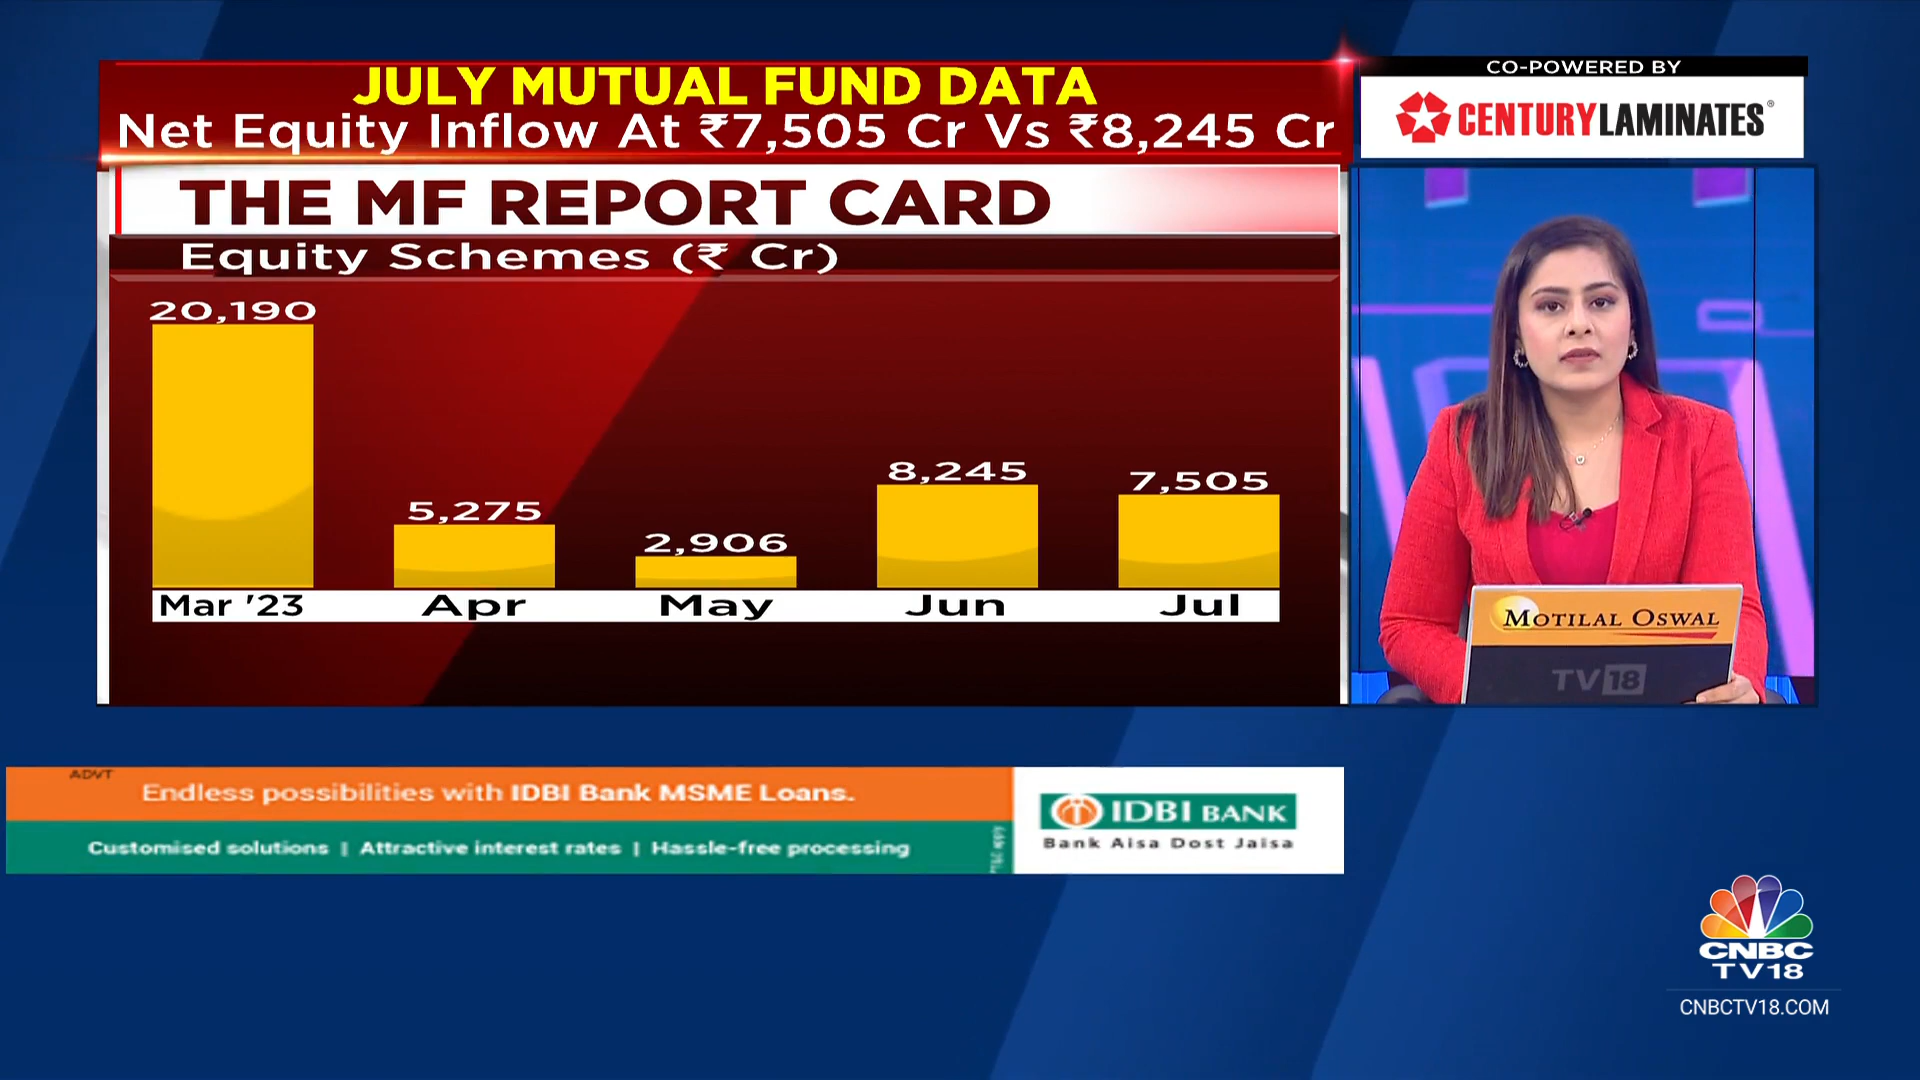 JULY MUTUAL FUND DATA
Net Equity Inflow At ₹7,505 Cr Vs ₹8,245 Cr
CO-POWERED BY
CENTURYLAMINATES®
THE MF REPORT CARD
Equity Schemes (₹ Cr)
20,190
5,275
2,906
8,245
7,505
Mar '23 Apr May Jun Jul
MOTILAL OSWAL
TV18
ADVT
Endless possibilities with IDBI Bank MSME Loans.
Customised solutions | Attractive interest rates | Hassle-free processing
IDBI BANK
Bank Aisa Dost Jaisa
CNBC
TV18
CNBCTV18.COM